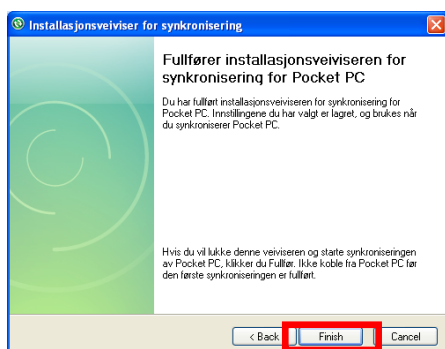 Installasjonsveiviser for synkronisering
Fullfører installasjonsveiviseren for
synkronisering for Pocket PC
Du har fullført installasjonsveiviseren for synkronisering for
Pocket PC. Innstillingene du har valgt er lagret, og brukes når
du synkroniserer Pocket PC.
Hvis du vil lukke denne veiviseren og starte synkroniseringen
av Pocket PC, klikker du Fullfør. Ikke koble fra Pocket PC før
den første synkroniseringen er fullført.
< Back
Finish
Cancel